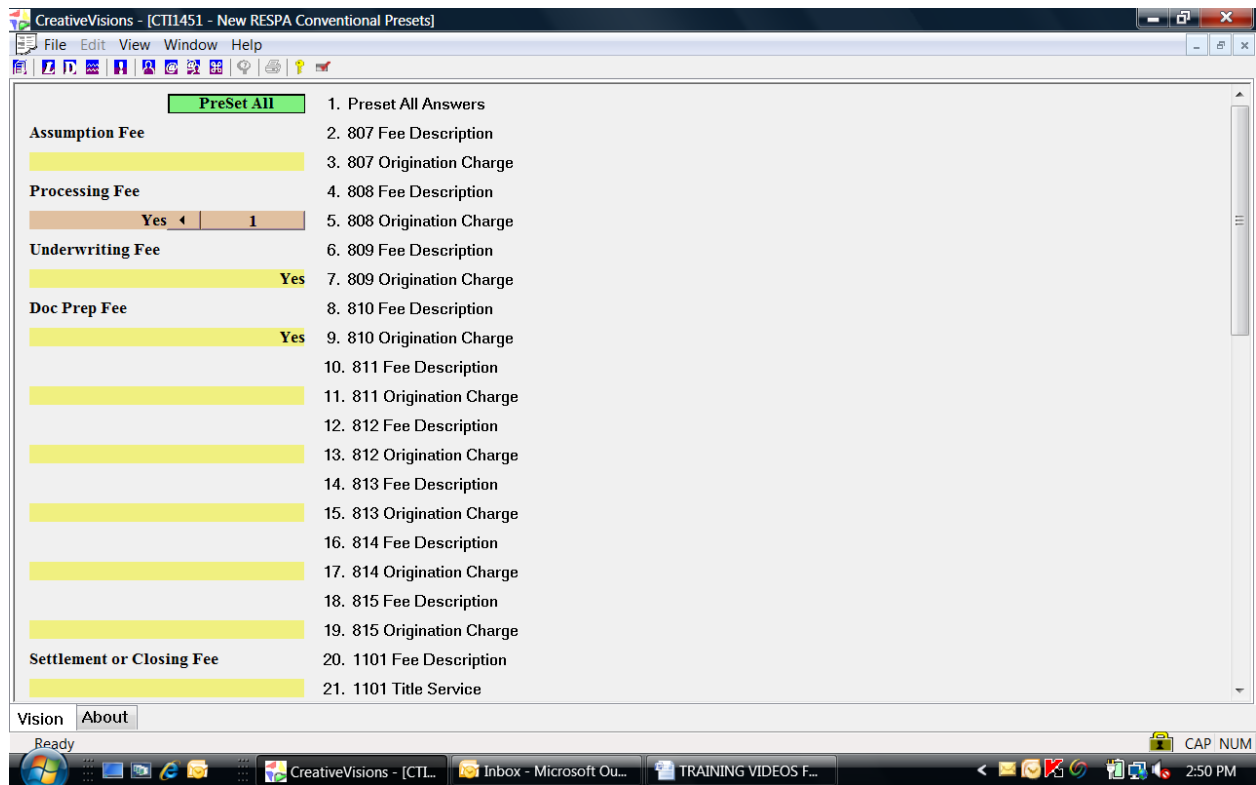 CreativeVisions - [CTI1451 - New RESPA Conventional Presets]
File Edit View Window Help
PreSet All 1. Preset All Answers
Assumption Fee 2. 807 Fee Description
3. 807 Origination Charge
Processing Fee 4. 808 Fee Description
Yes 1 5. 808 Origination Charge
Underwriting Fee 6. 809 Fee Description
Yes 7. 809 Origination Charge
Doc Prep Fee 8. 810 Fee Description
Yes 9. 810 Origination Charge
10. 811 Fee Description
11. 811 Origination Charge
12. 812 Fee Description
13. 812 Origination Charge
14. 813 Fee Description
15. 813 Origination Charge
16. 814 Fee Description
17. 814 Origination Charge
18. 815 Fee Description
19. 815 Origination Charge
Settlement or Closing Fee 20. 1101 Fee Description
21. 1101 Title Service
Vision About
Ready CAP NUM
CreativeVisions - [CTI... Inbox - Microsoft Ou... TRAINING VIDEOS F... 2:50 PM